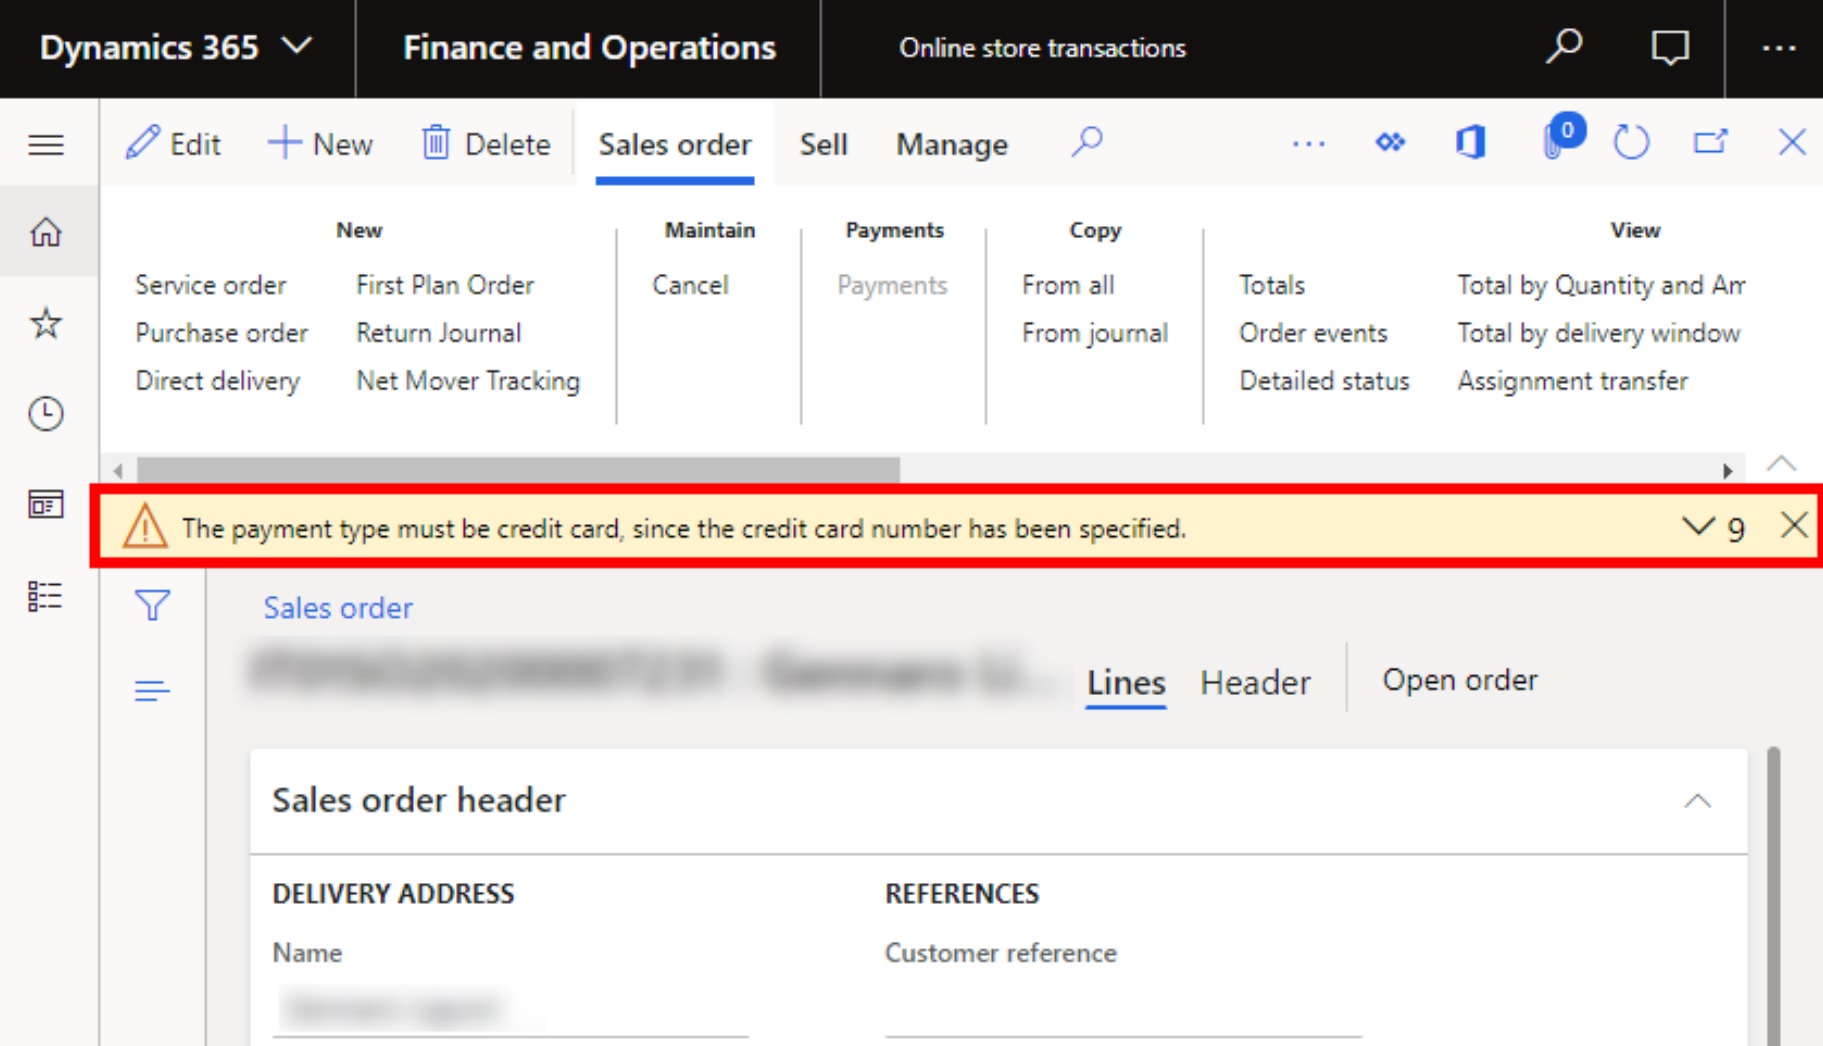 Dynamics 365
Finance and Operations
Online store transactions
Edit
New
Delete
Sales order
Sell
Manage
0
New
Maintain
Payments
Copy
View
Service order
First Plan Order
Cancel
Payments
From all
Totals
Total by Quantity and Am
Purchase order
Return Journal
From journal
Order events
Total by delivery window
Direct delivery
Net Mover Tracking
Detailed status
Assignment transfer
The payment type must be credit card, since the credit card number has been specified.
9
Sales order
Lines
Header
Open order
Sales order header
DELIVERY ADDRESS
REFERENCES
Name
Customer reference